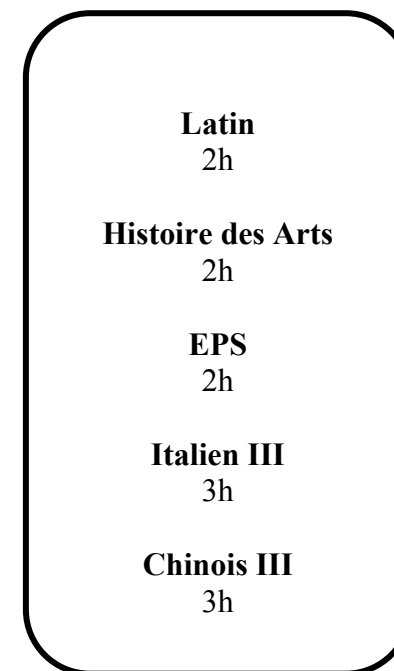 Latin
2h
Histoire des Arts
2h
EPS
2h
Italien III
3h
Chinois III
3h